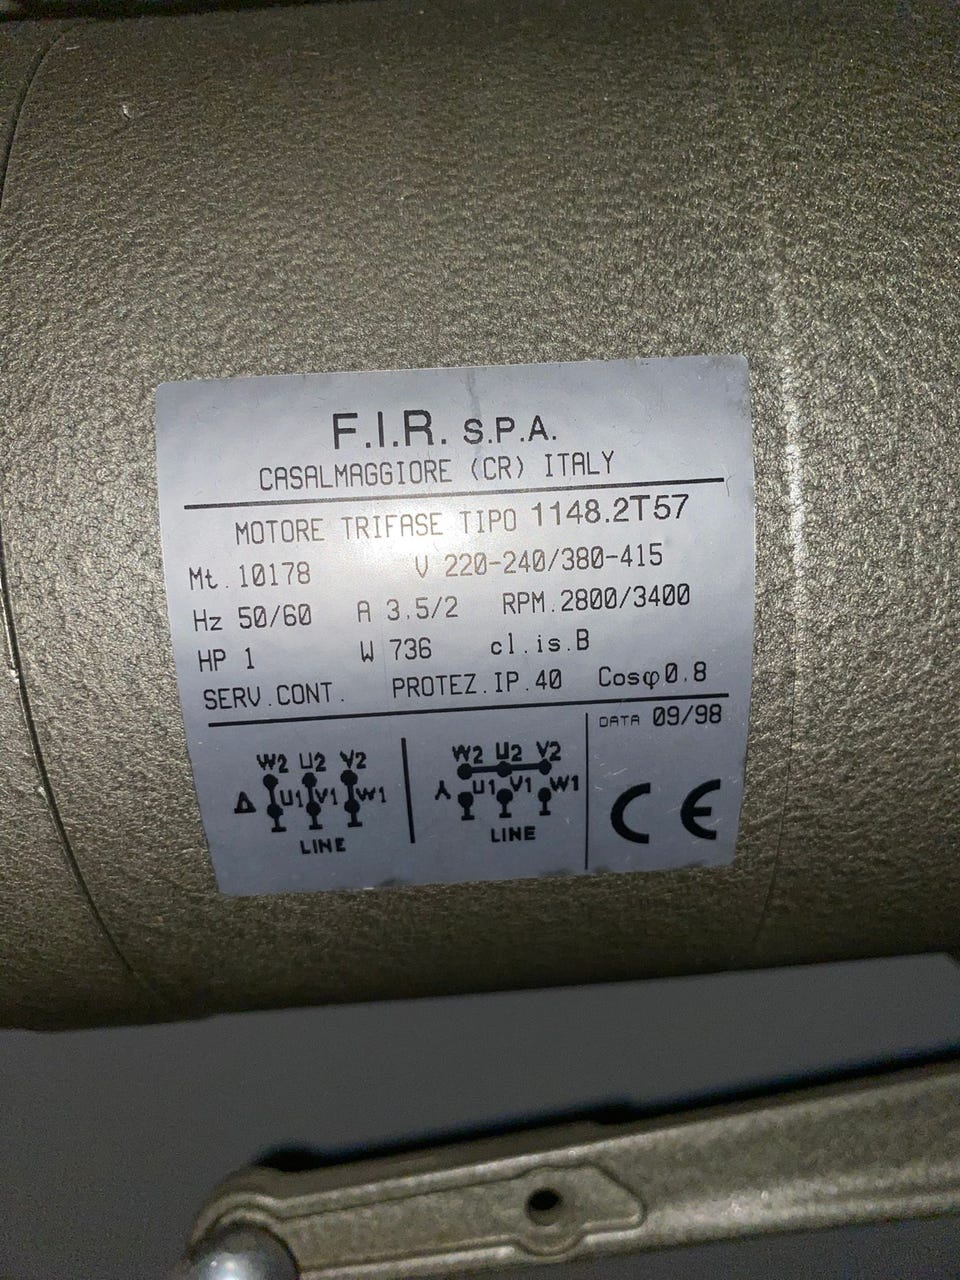 F.I.R. S.P.A.
CASALMAGGIORE (CR) ITALY
MOTORE TRIFASE TIPO 1148.2T57
Mt.10178 V 220-240/380-415
Hz 50/60 A 3.5/2 RPM.2800/3400
HP 1 W 736 cl.is.B
SERV.CONT. PROTEZ.IP.40 Cosφ0.8
DATA 09/98
W2 U2 V2 W2 U2 V2
Δ U1 V1 W1 U1 V1 W1
LINE LINE
CE